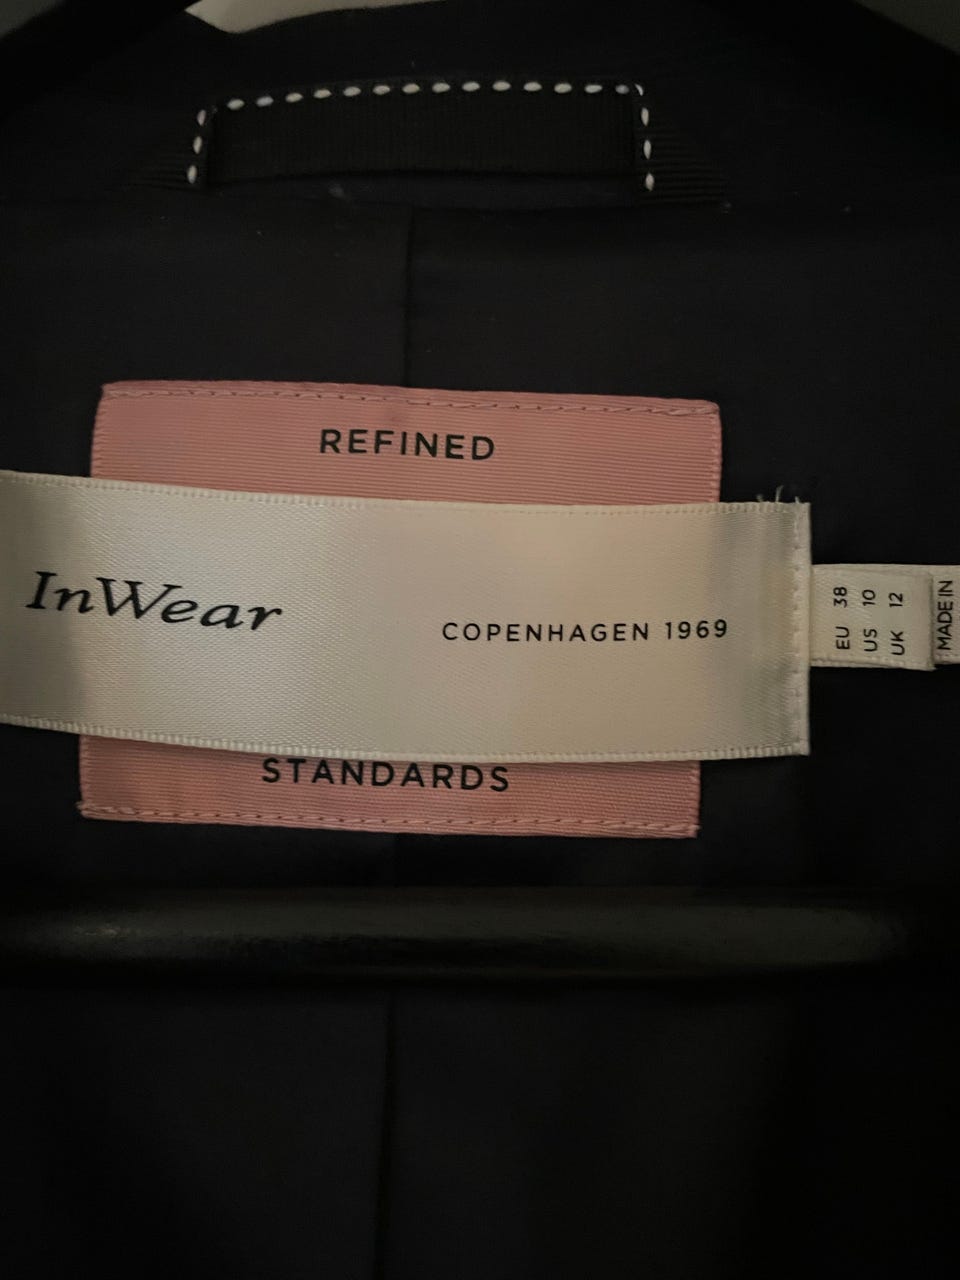 REFINED
InWear
COPENHAGEN 1969
STANDARDS
EU 38
US 10
UK 12
MADE IN